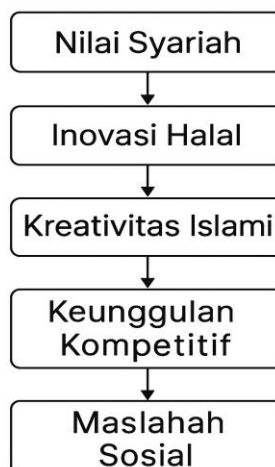 Nilai Syariah
Inovasi Halal
Kreativitas Islami
Keunggulan
Kompetitif
Maslahah
Sosial